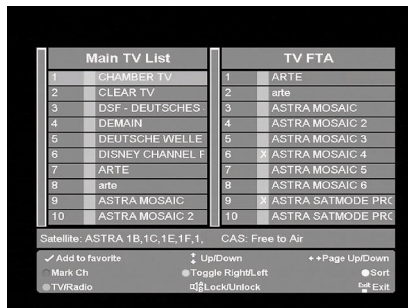 Main TV List
1 CHAMBER TV
2 CLEAR TV
3 DSF - DEUTSCHES
4 DEMAIN
5 DEUTSCHE WELLE
6 DISNEY CHANNEL F
7 ARTE
8 arte
9 ASTRA MOSAIC
10 ASTRA MOSAIC 2
TV FTA
1 ARTE
2 arte
3 ASTRA MOSAIC
4 ASTRA MOSAIC 2
5 ASTRA MOSAIC 3
6 X ASTRA MOSAIC 4
7 ASTRA MOSAIC 5
8 ASTRA MOSAIC 6
9 X ASTRA SATMODE PRO
10 ASTRA SATMODE PRO
Satellite: ASTRA 1B,1C,1E,1F,1, CAS: Free to Air
Add to favorite Up/Down Page Up/Down
Mark Ch Toggle Right/Left Sort
TV/Radio Lock/Unlock Exit Exit